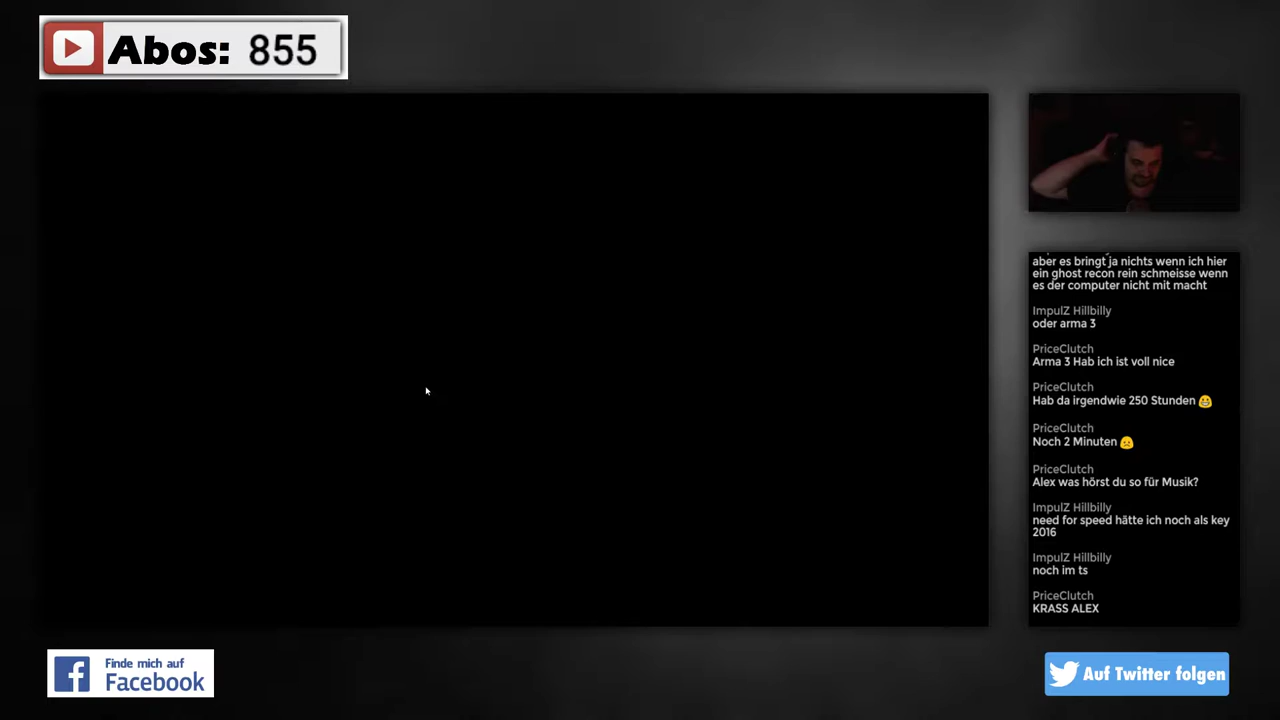 Abos: 855
aber es bringt ja nichts wenn ich hier
ein ghost recon rein schmeisse wenn
es der computer nicht mit macht
ImpulZ Hillbilly
oder arma 3
PriceClutch
Arma 3 Hab ich ist voll nice
PriceClutch
Hab da irgendwie 250 Stunden 😀
PriceClutch
Noch 2 Minuten ☹️
PriceClutch
Alex was hörst du so für Musik?
ImpulZ Hillbilly
need for speed hätte ich noch als key
2016
ImpulZ Hillbilly
noch im ts
PriceClutch
KRASS ALEX
Finde mich auf
Facebook
Auf Twitter folgen